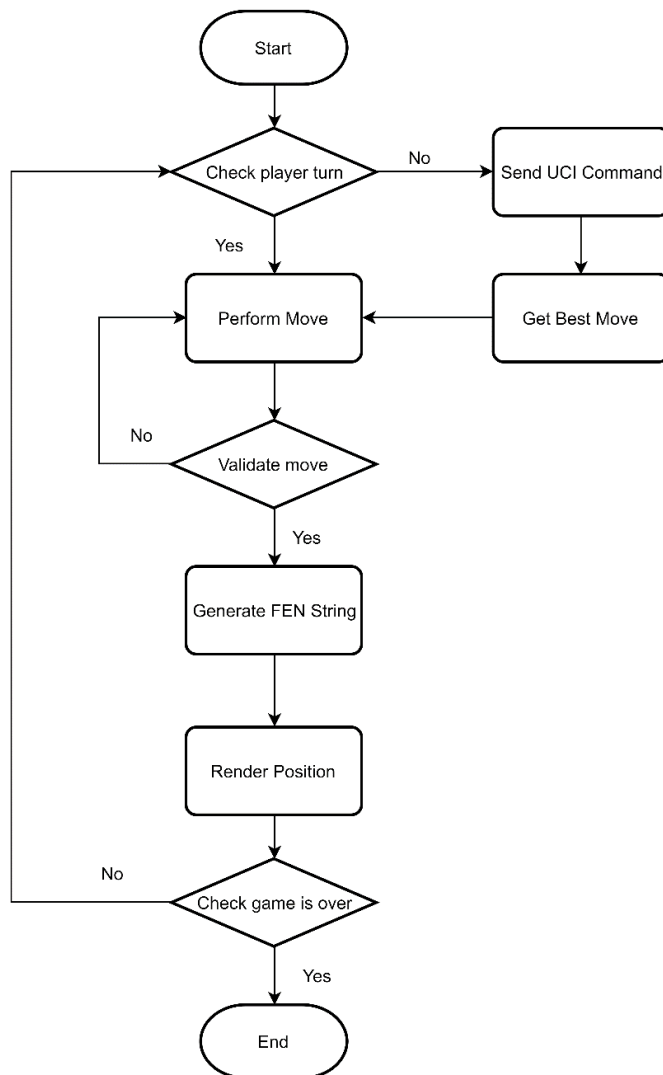 Start
Check player turn
No
Send UCI Command
Yes
Perform Move
Get Best Move
No
Validate move
Yes
Generate FEN String
Render Position
No
Check game is over
Yes
End